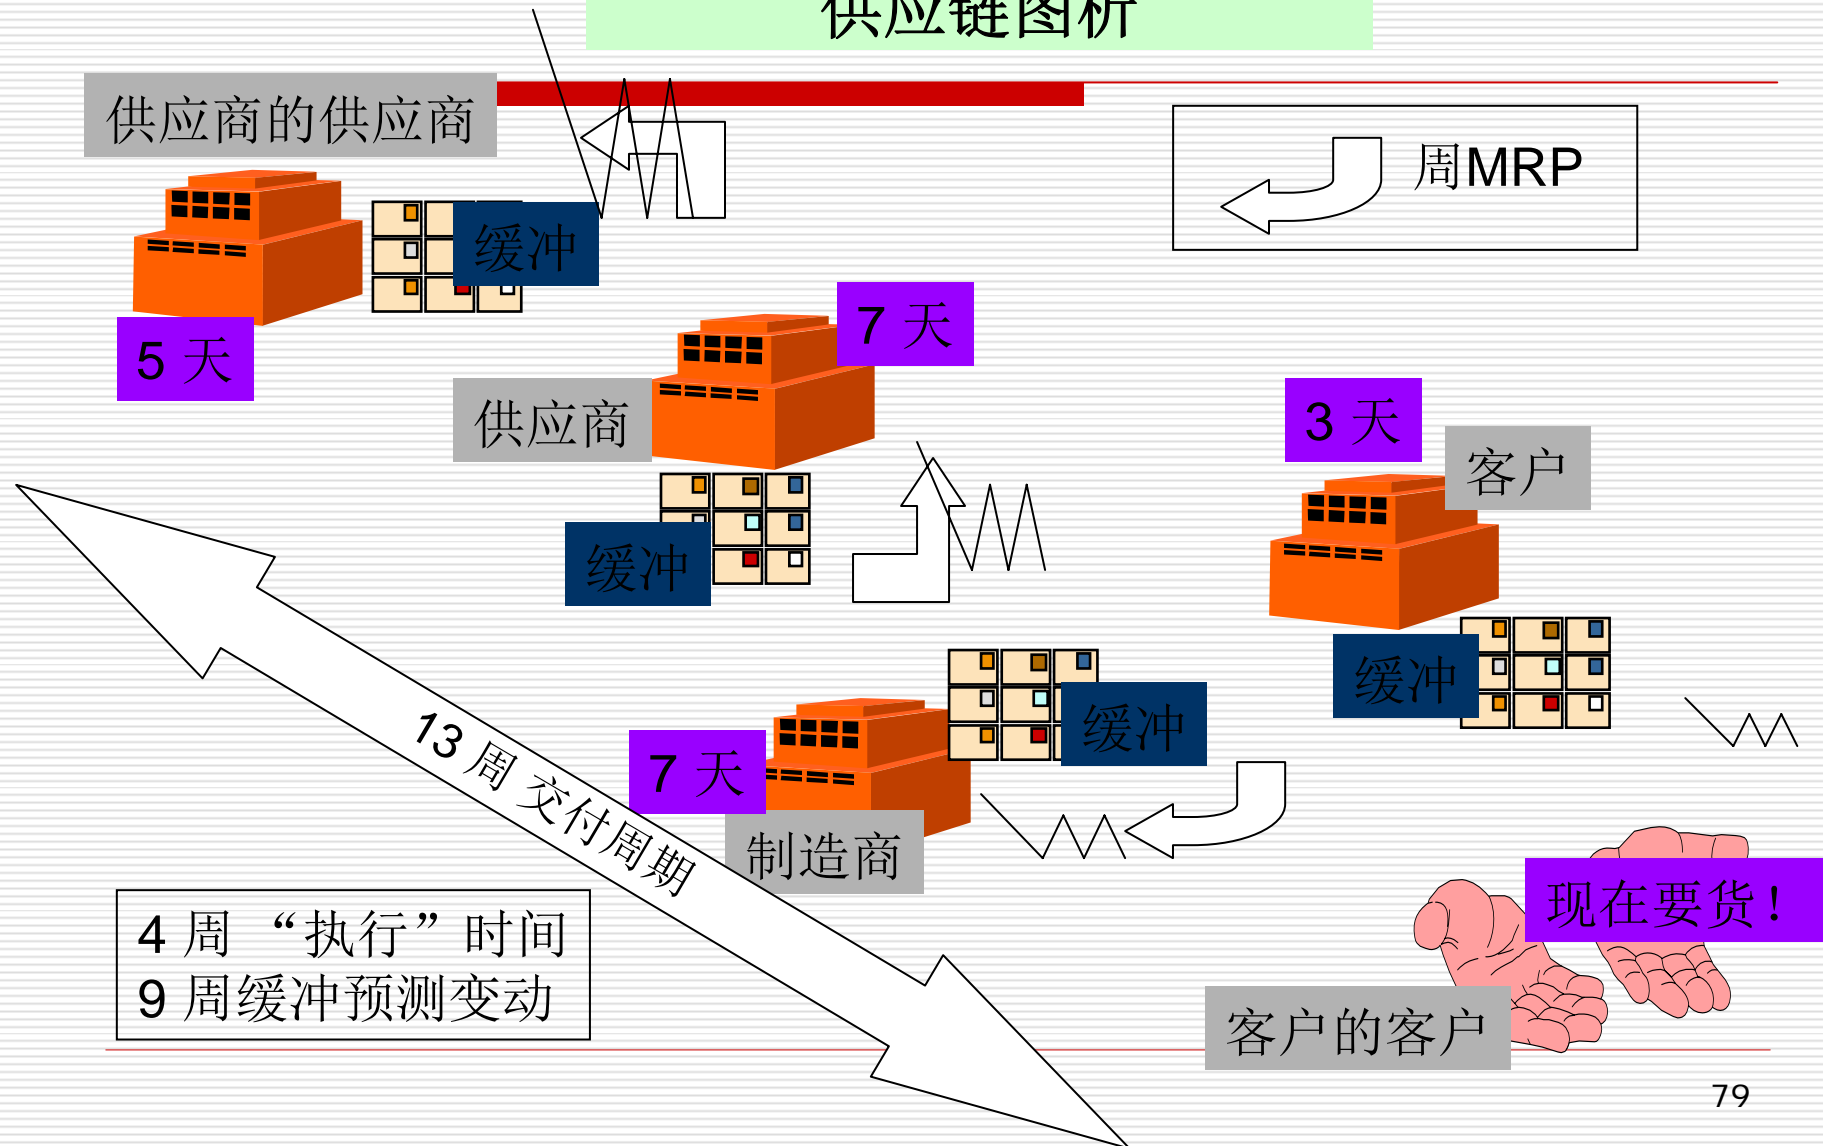 供应链图析
供应商的供应商
周MRP
缓冲
7 天
5 天
供应商
3 天
客户
缓冲
缓冲
缓冲
13 周 交付周期
7 天
制造商
现在要货！
4 周 “执行”时间
9 周缓冲预测变动
客户的客户
79